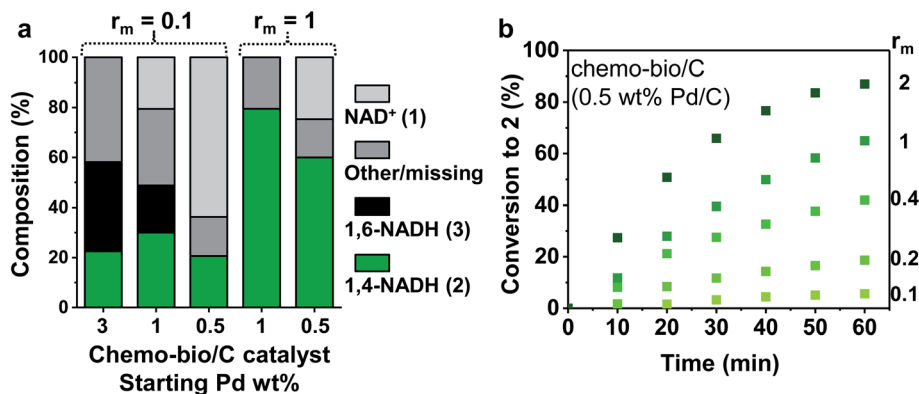 a
rm = 0.1
rm = 1
Composition (%)
100
80
60
40
20
0
3
1
0.5
1
0.5
Chemo-bio/C catalyst
Starting Pd wt%
NAD+ (1)
Other/missing
1,6-NADH (3)
1,4-NADH (2)
b
rm
chemo-bio/C
(0.5 wt% Pd/C)
Conversion to 2 (%)
100
80
60
40
20
0
2
1
0.4
0.2
0.1
0
10
20
30
40
50
60
Time (min)